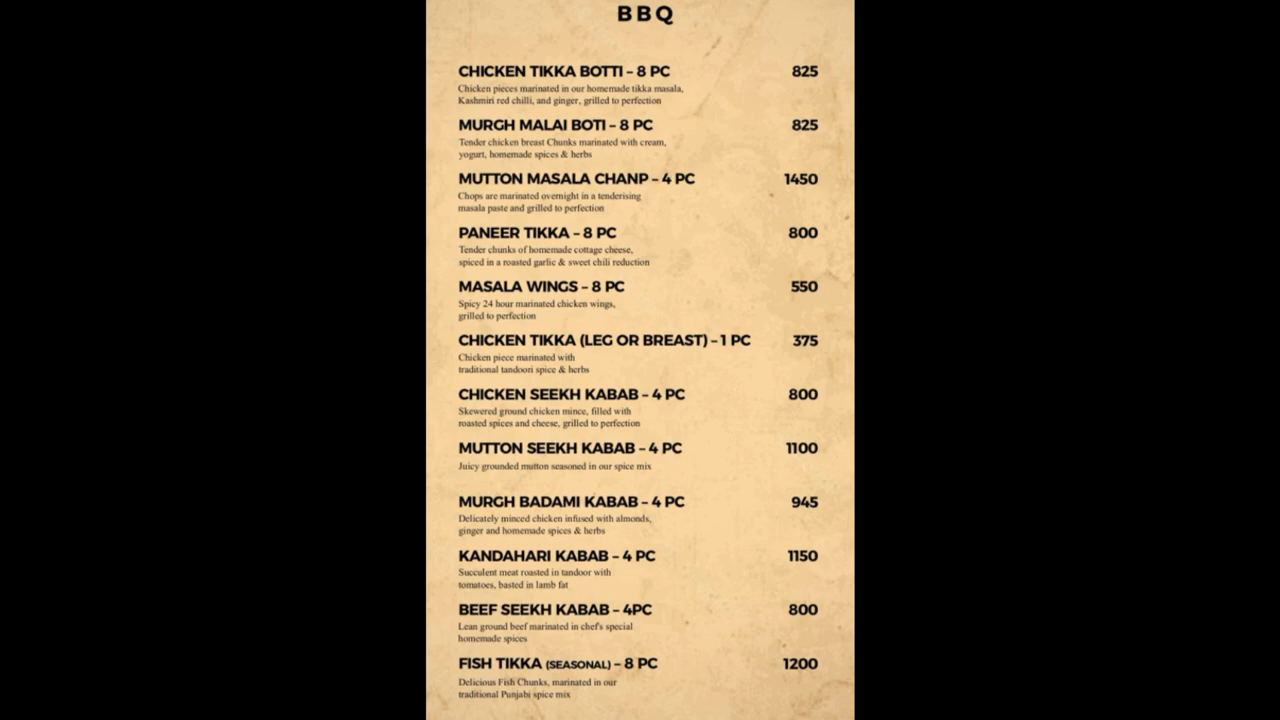 BBQ
CHICKEN TIKKA BOTTI – 8 PC 825
Chicken pieces marinated in our homemade tikka masala,
Kashmiri red chilli, and ginger, grilled to perfection
MURGH MALAI BOTI – 8 PC 825
Tender chicken breast Chunks marinated with cream,
yogurt, homemade spices & herbs
MUTTON MASALA CHANP – 4 PC 1450
Chops are marinated overnight in a tenderising
masala paste and grilled to perfection
PANEER TIKKA – 8 PC 800
Tender chunks of homemade cottage cheese,
spiced in a roasted garlic & sweet chili reduction
MASALA WINGS – 8 PC 550
Spicy 24 hour marinated chicken wings,
grilled to perfection
CHICKEN TIKKA (LEG OR BREAST) – 1 PC 375
Chicken piece marinated with
traditional tandoori spice & herbs
CHICKEN SEEKH KABAB – 4 PC 800
Skewered ground chicken mince, filled with
roasted spices and cheese, grilled to perfection
MUTTON SEEKH KABAB – 4 PC 1100
Juicy grounded mutton seasoned in our spice mix
MURGH BADAMI KABAB – 4 PC 945
Delicately minced chicken infused with almonds,
ginger and homemade spices & herbs
KANDAHARI KABAB – 4 PC 1150
Succulent meat roasted in tandoor with
tomatoes, basted in lamb fat
BEEF SEEKH KABAB – 4PC 800
Lean ground beef marinated in chef's special
homemade spices
FISH TIKKA (SEASONAL) – 8 PC 1200
Delicious Fish Chunks, marinated in our
traditional Punjabi spice mix